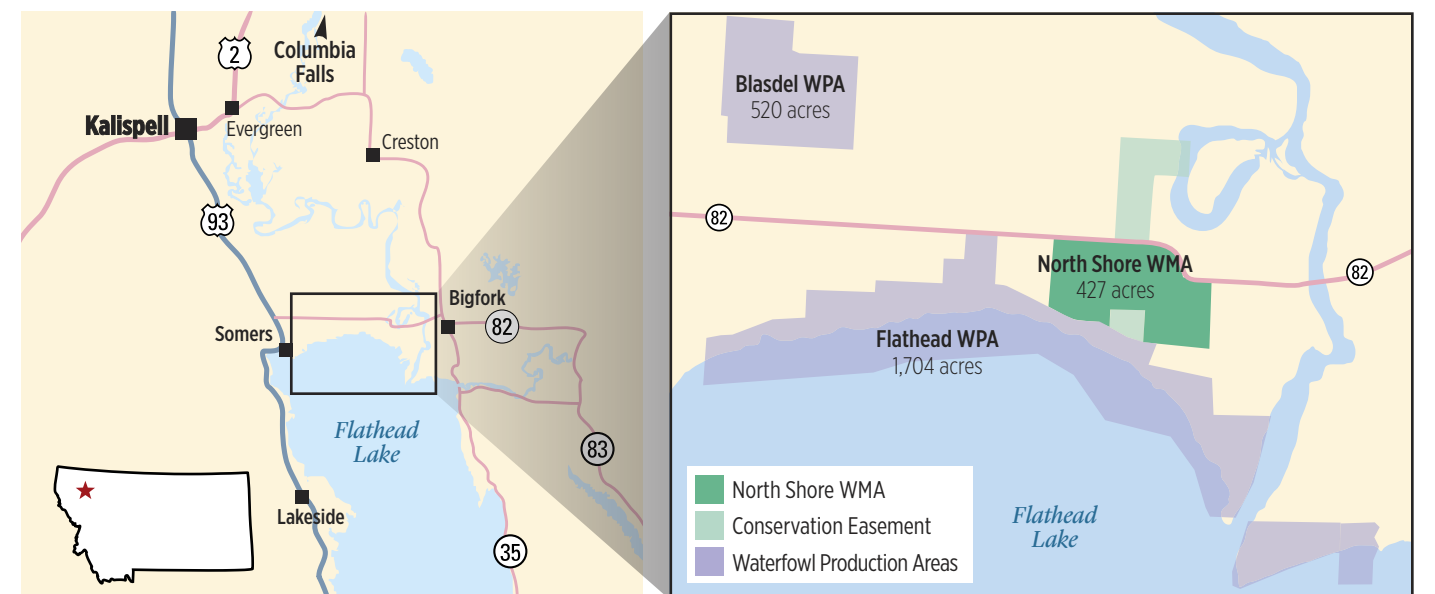 2
Columbia
Falls
Kalispell
Evergreen
Creston
93
Bigfork
82
Somers
Flathead
Lake
83
Lakeside
35
Blasdel WPA
520 acres
82
North Shore WMA
427 acres
82
Flathead WPA
1,704 acres
North Shore WMA
Conservation Easement
Waterfowl Production Areas
Flathead
Lake